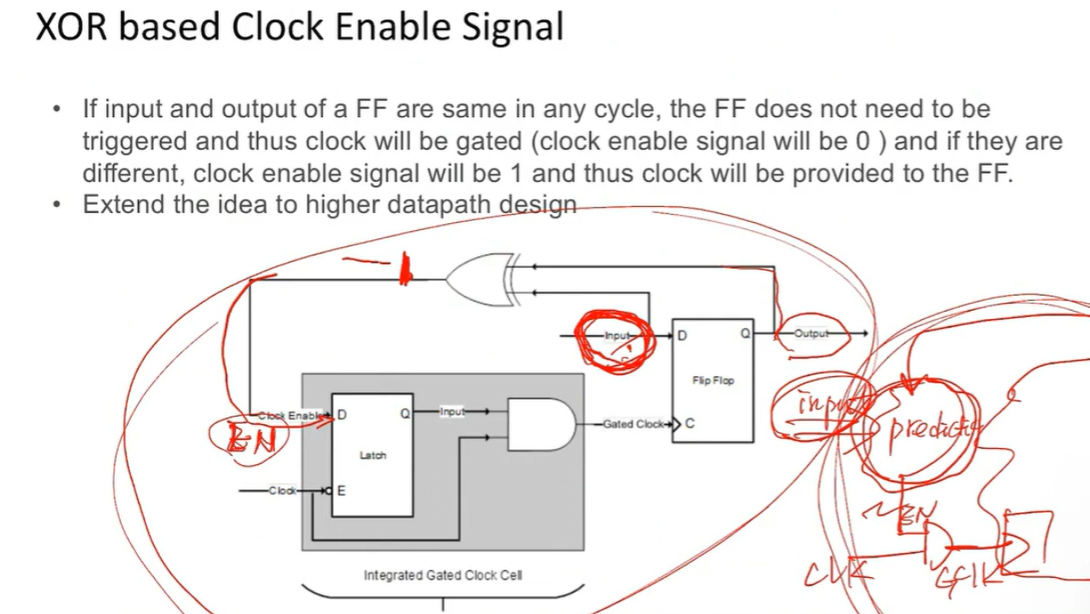 XOR based Clock Enable Signal
• If input and output of a FF are same in any cycle, the FF does not need to be
triggered and thus clock will be gated (clock enable signal will be 0 ) and if they are
different, clock enable signal will be 1 and thus clock will be provided to the FF.
• Extend the idea to higher datapath design
Input
D
Q
Output
Flip Flop
C
Clock Enable
D
Q
Input
Gated Clock
EN
Latch
Clock
E
Integrated Gated Clock Cell
input
EN
CLK
GClK